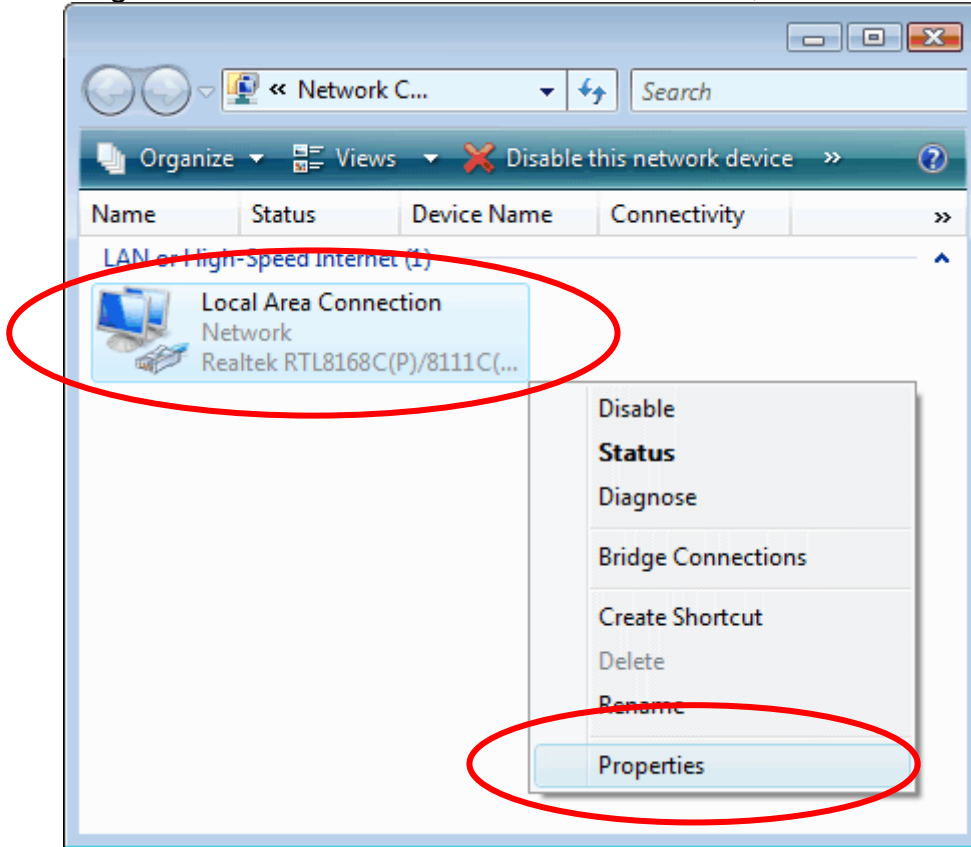 « Network C...
Search
Organize Views Disable this network device »
Name Status Device Name Connectivity »
LAN or High-Speed Internet (1)
Local Area Connection
Network
Realtek RTL8168C(P)/8111C(...
Disable
Status
Diagnose
Bridge Connections
Create Shortcut
Delete
Rename
Properties